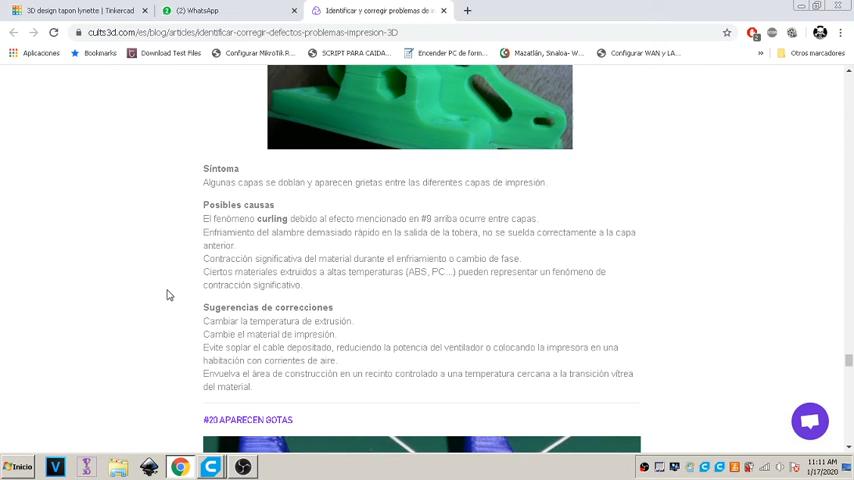 3D design tapon lynette | Tinkercad
(2) WhatsApp
Identificar y corregir problemas de i
cults3d.com/es/blog/articles/identificar-corregir-defectos-problemas-impresion-3D
Aplicaciones
Bookmarks
Download Test Files
Configurar MikroTik R...
SCRIPT PARA CAIDA...
Encender PC de form...
Mazatlán, Sinaloa- W...
Configurar WAN y LA...
»
Otros marcadores
Síntoma
Algunas capas se doblan y aparecen grietas entre las diferentes capas de impresión.
Posibles causas
El fenómeno curling debido al efecto mencionado en #9 arriba ocurre entre capas.
Enfriamiento del alambre demasiado rápido en la salida de la tobera, no se suelda correctamente a la capa
anterior.
Contracción significativa del material durante el enfriamiento o cambio de fase.
Ciertos materiales extruidos a altas temperaturas (ABS, PC...) pueden representar un fenómeno de
contracción significativo.
Sugerencias de correcciones
Cambiar la temperatura de extrusión.
Cambie el material de impresión.
Evite soplar el cable depositado, reduciendo la potencia del ventilador o colocando la impresora en una
habitación con corrientes de aire.
Envuelva el área de construcción en un recinto controlado a una temperatura cercana a la transición vítrea
del material.
#20 APARECEN GOTAS
Inicio
11:11 AM
1/17/2020